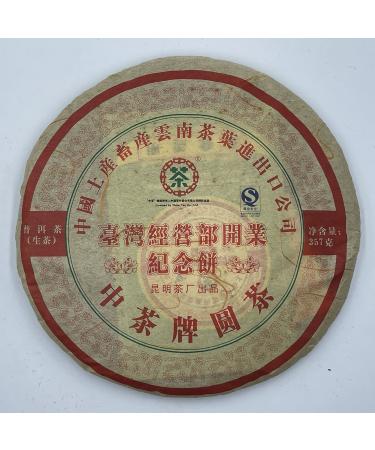 中國土產畜產雲南茶葉進出口公司
茶
普洱茶
(生茶)
净含量:
357克
臺灣經營部開業
紀念餅
昆明茶厂出品
中茶牌圓茶